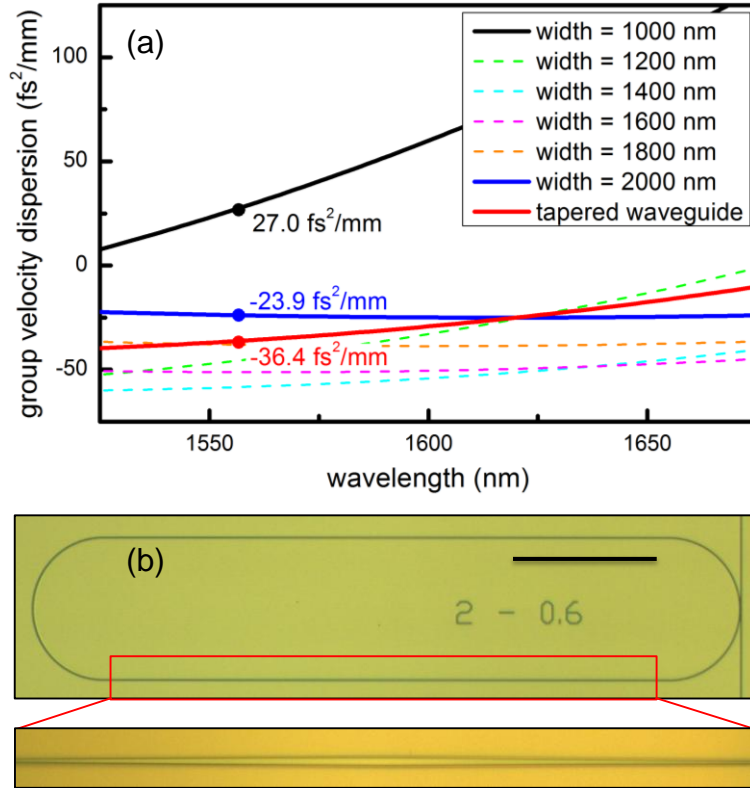 (a)
width = 1000 nm
width = 1200 nm
width = 1400 nm
width = 1600 nm
width = 1800 nm
width = 2000 nm
tapered waveguide
group velocity dispersion (fs²/mm)
100
50
0
-50
27.0 fs²/mm
-23.9 fs²/mm
-36.4 fs²/mm
1550
1600
1650
wavelength (nm)
(b)
2 - 0.6